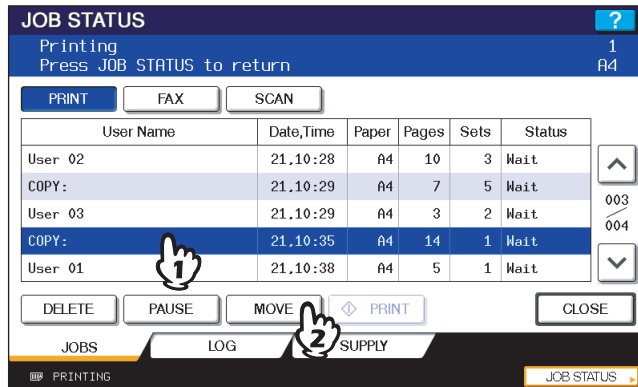 JOB STATUS ?
Printing 1
Press JOB STATUS to return A4
PRINT FAX SCAN
User Name Date,Time Paper Pages Sets Status
User 02 21,10:28 A4 10 3 Wait
COPY: 21,10:29 A4 7 5 Wait
User 03 21,10:29 A4 3 2 Wait
003
004
COPY: 21,10:35 A4 14 1 Wait
1
User 01 21,10:38 A4 5 1 Wait
DELETE PAUSE MOVE PRINT CLOSE
2
JOBS LOG SUPPLY
PRINTING JOB STATUS